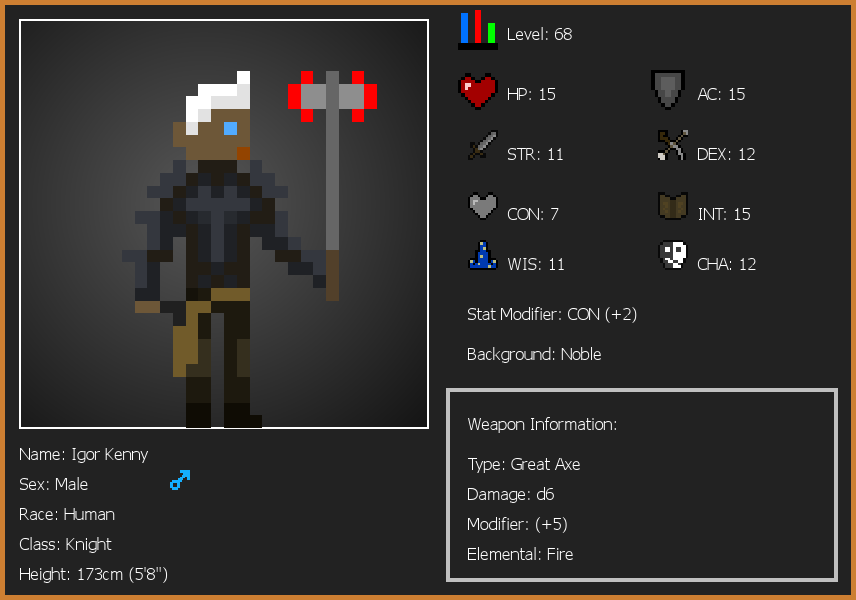 Level: 68
HP: 15
AC: 15
STR: 11
DEX: 12
CON: 7
INT: 15
WIS: 11
CHA: 12
Stat Modifier: CON (+2)
Background: Noble
Weapon Information:
Type: Great Axe
Damage: d6
Modifier: (+5)
Elemental: Fire
Name: Igor Kenny
Sex: Male
Race: Human
Class: Knight
Height: 173cm (5'8")